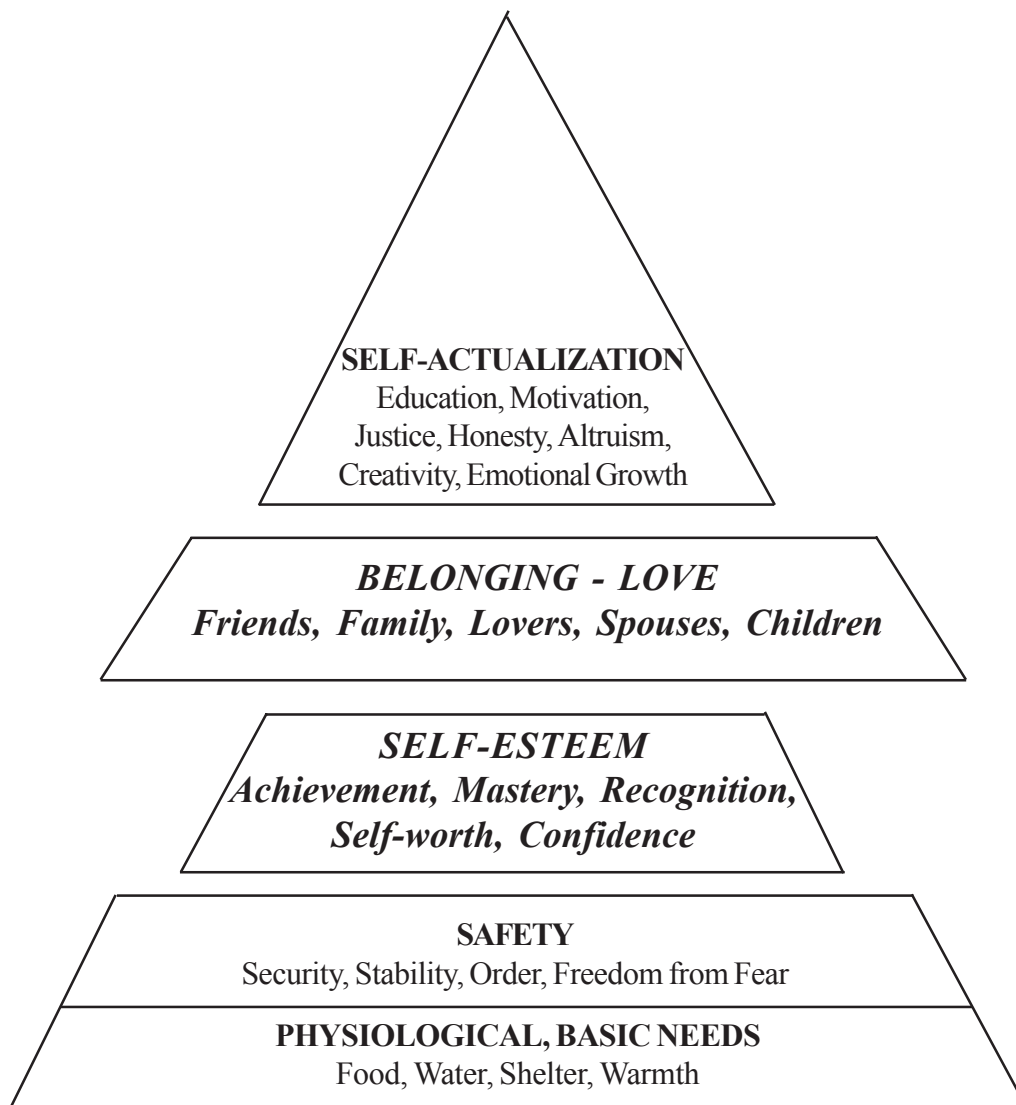 SELF-ACTUALIZATION
Education, Motivation,
Justice, Honesty, Altruism,
Creativity, Emotional Growth
BELONGING - LOVE
Friends, Family, Lovers, Spouses, Children
SELF-ESTEEM
Achievement, Mastery, Recognition,
Self-worth, Confidence
SAFETY
Security, Stability, Order, Freedom from Fear
PHYSIOLOGICAL, BASIC NEEDS
Food, Water, Shelter, Warmth